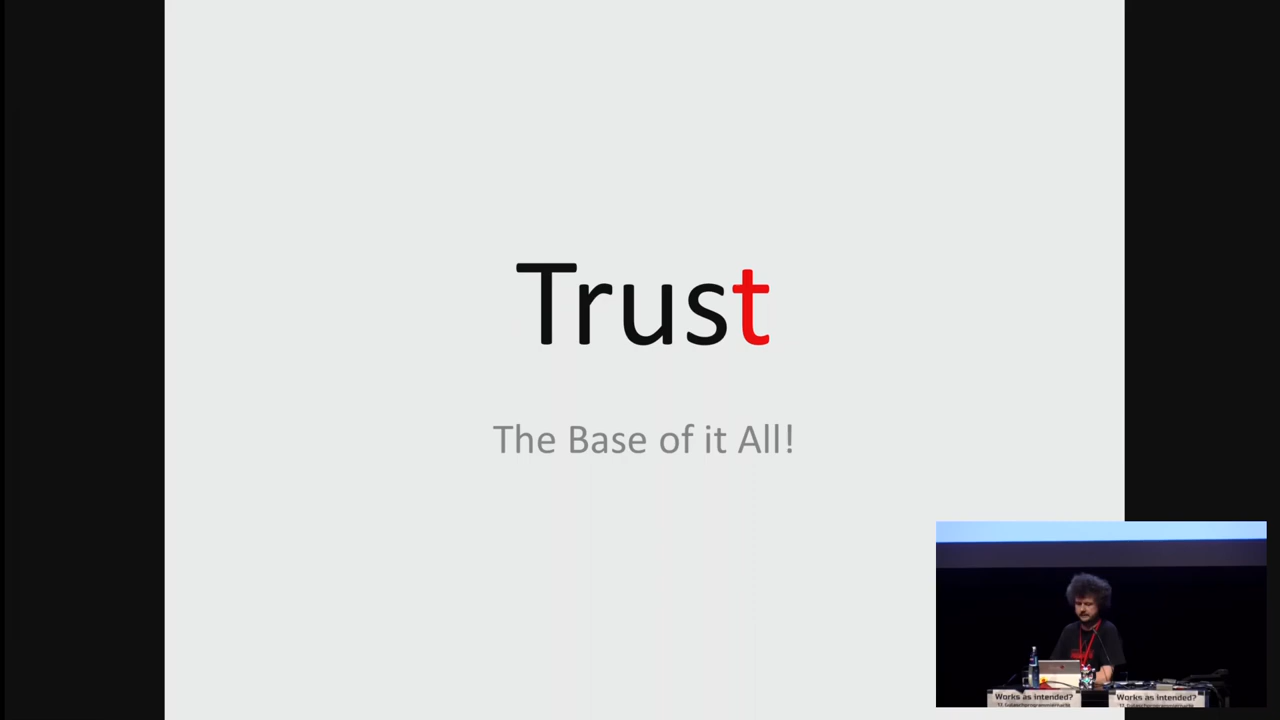 Trust
The Base of it All!
Works as intended?
Works as intended?